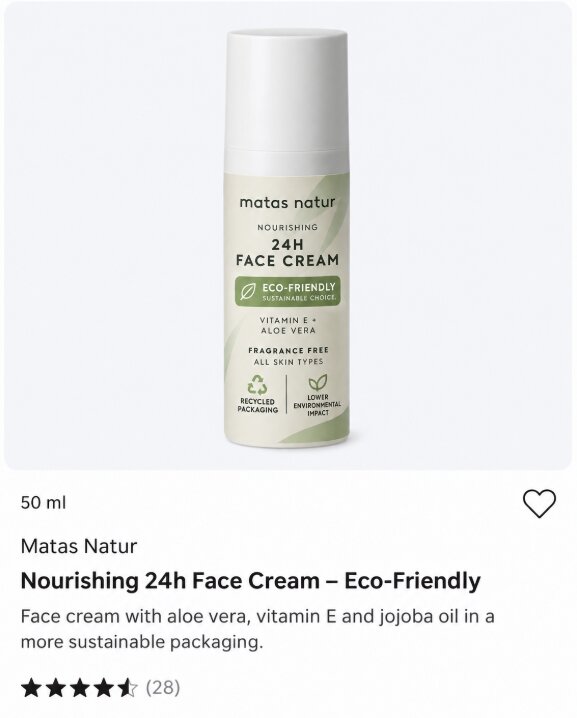 matas natur
NOURISHING
24H
FACE CREAM
ECO-FRIENDLY
SUSTAINABLE CHOICE.
VITAMIN E +
ALOE VERA
FRAGRANCE FREE
ALL SKIN TYPES
RECYCLED
PACKAGING
LOWER
ENVIRONMENTAL
IMPACT
50 ml
Matas Natur
Nourishing 24h Face Cream – Eco-Friendly
Face cream with aloe vera, vitamin E and jojoba oil in a
more sustainable packaging.
(28)